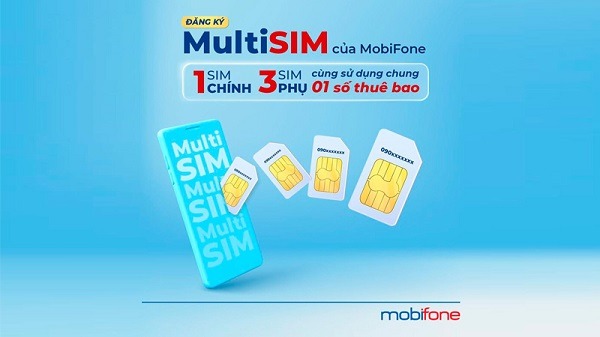 ĐĂNG KÝ
MultiSIM của MobiFone
1 SIM CHÍNH 3 SIM PHỤ cùng sử dụng chung 01 số thuê bao
Multi
SIM
Multi
SIM
Multi
SIM
090xxxxxxx
090xxxxxxx
090xxxxxxx
mobifone